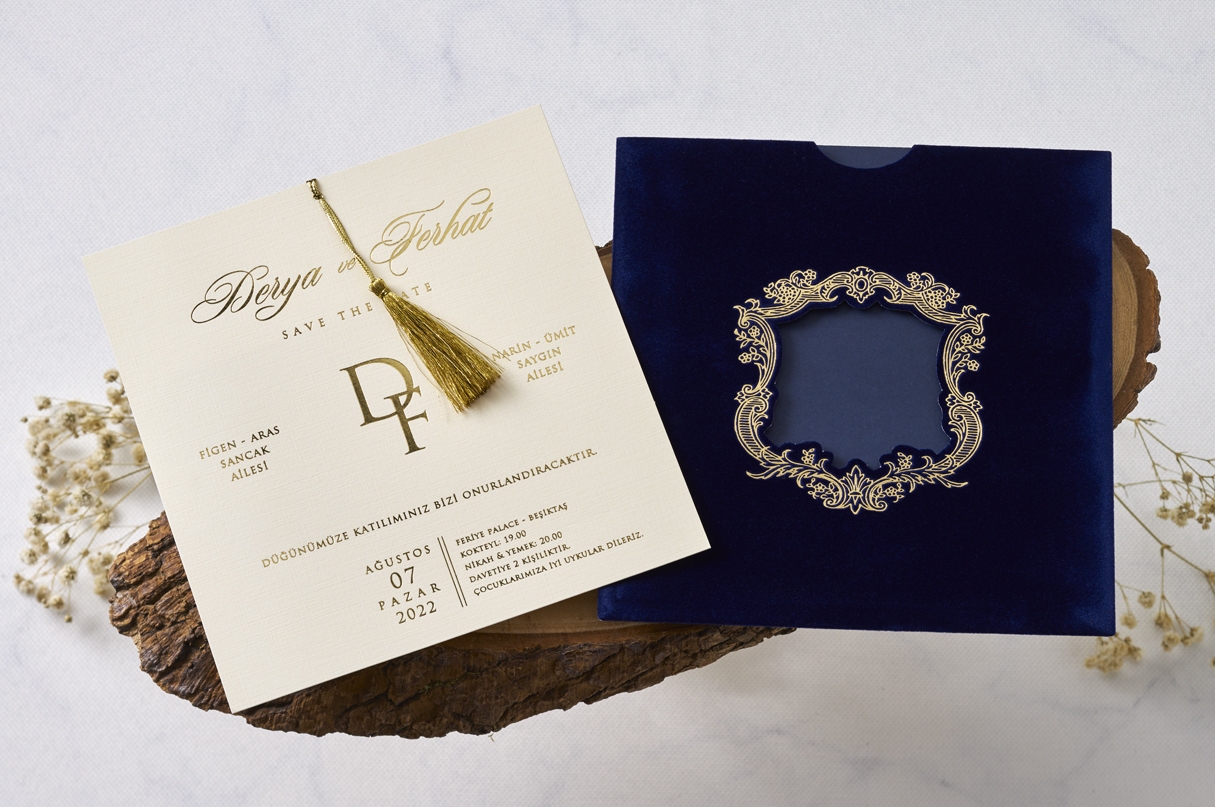 Derya ve Ferhat
SAVE THE DATE
DF
NARİN - ÜMİT
SAYGIN
AİLESİ
FİGEN - ARAS
SANCAK
AİLESİ
DÜĞÜNÜMÜZE KATILIMINIZ BİZİ ONURLANDIRACAKTIR.
AĞUSTOS
07
PAZAR
2022
FERİYE PALACE - BEŞİKTAŞ
KOKTEYL: 19.00
NİKAH & YEMEK: 20.00
DAVETİYE 2 KİŞİLİKTİR.
ÇOCUKLARIMIZA İYİ UYKULAR DİLERİZ.